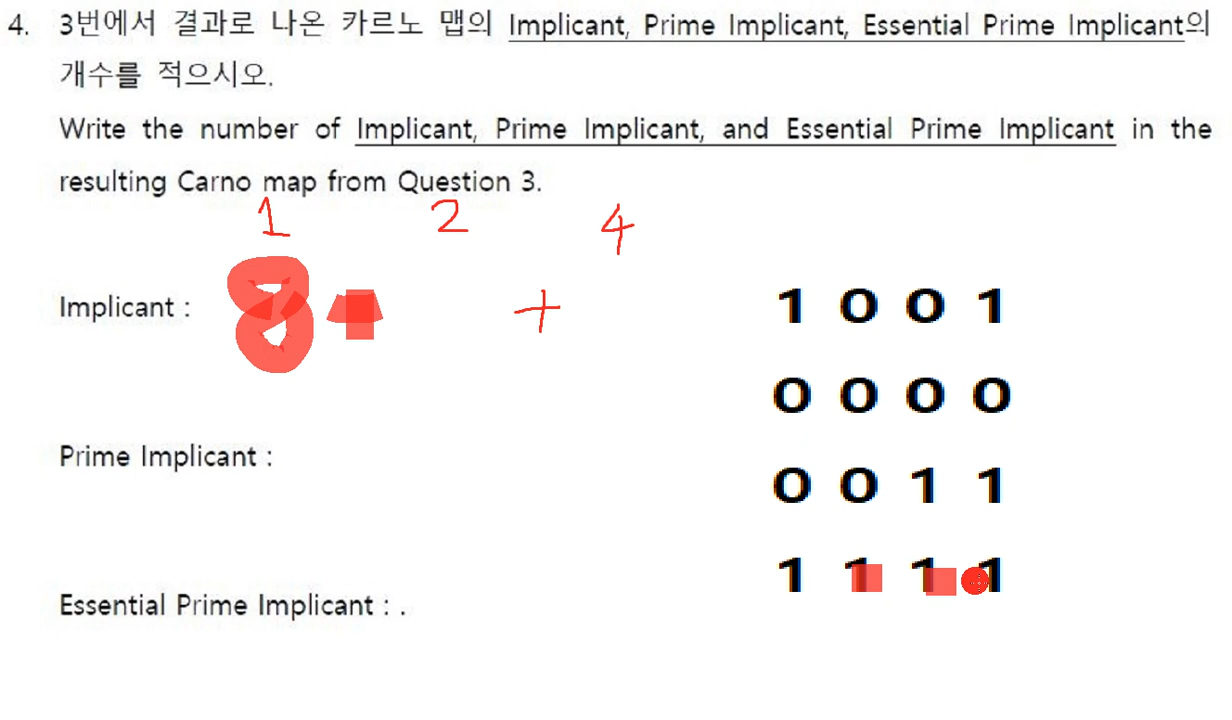 4. 3번에서 결과로 나온 카르노 맵의 Implicant, Prime Implicant, Essential Prime Implicant의
개수를 적으시오.
Write the number of Implicant, Prime Implicant, and Essential Prime Implicant in the
resulting Carno map from Question 3.
1 2 4
Implicant : 8 +
1 0 0 1
0 0 0 0
Prime Implicant :
0 0 1 1
1 1 1 1
Essential Prime Implicant : .